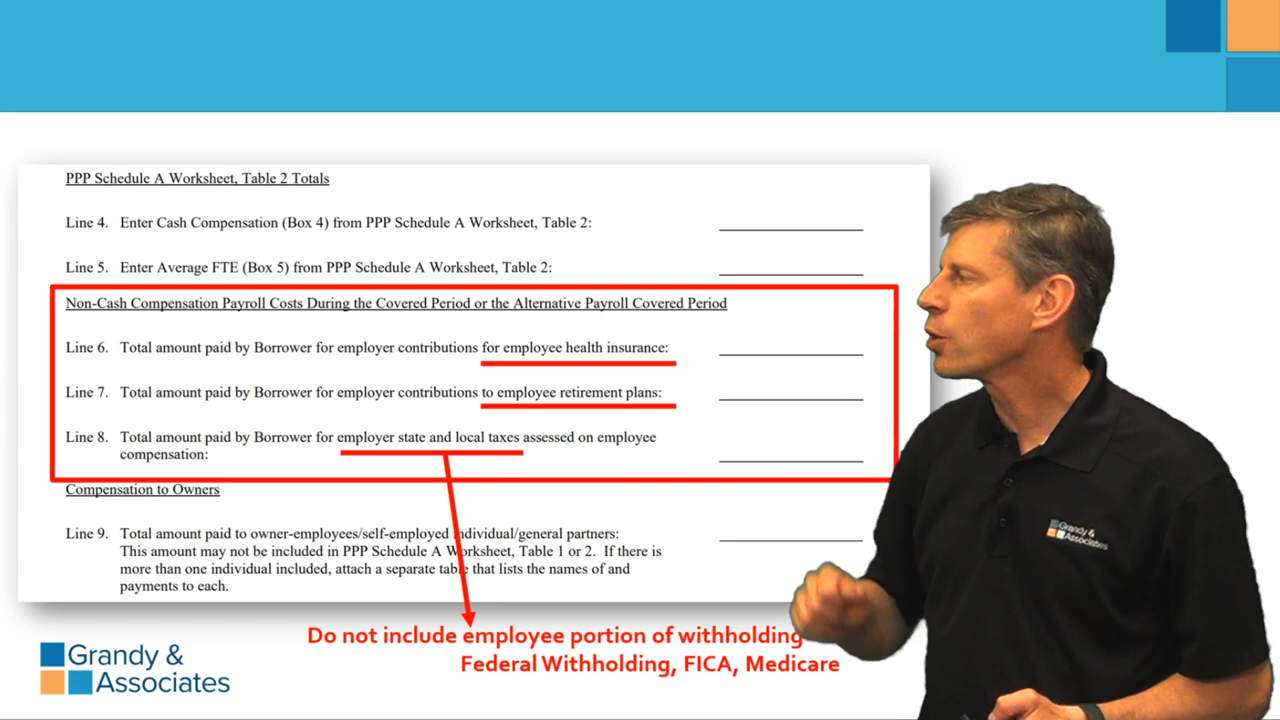 PPP Schedule A Worksheet, Table 2 Totals
Line 4. Enter Cash Compensation (Box 4) from PPP Schedule A Worksheet, Table 2:
Line 5. Enter Average FTE (Box 5) from PPP Schedule A Worksheet, Table 2:
Non-Cash Compensation Payroll Costs During the Covered Period or the Alternative Payroll Covered Period
Line 6. Total amount paid by Borrower for employer contributions for employee health insurance:
Line 7. Total amount paid by Borrower for employer contributions to employee retirement plans:
Line 8. Total amount paid by Borrower for employer state and local taxes assessed on employee
compensation:
Compensation to Owners
Line 9. Total amount paid to owner-employees/self-employed individual/general partners:
This amount may not be included in PPP Schedule A Worksheet, Table 1 or 2. If there is
more than one individual included, attach a separate table that lists the names of and
payments to each.
Do not include employee portion of withholding
Federal Withholding, FICA, Medicare
Grandy &
Associates
Grandy &
Associates